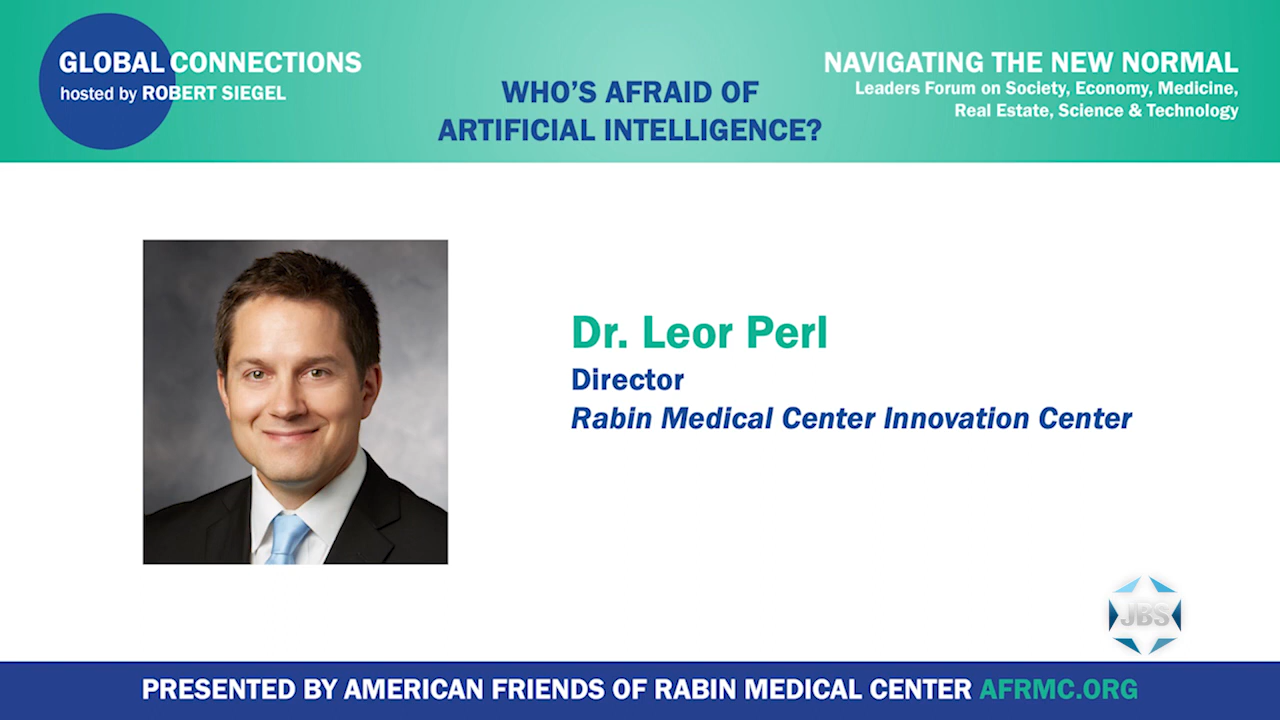 GLOBAL CONNECTIONS
hosted by ROBERT SIEGEL
WHO'S AFRAID OF
ARTIFICIAL INTELLIGENCE?
NAVIGATING THE NEW NORMAL
Leaders Forum on Society, Economy, Medicine,
Real Estate, Science & Technology
Dr. Leor Perl
Director
Rabin Medical Center Innovation Center
JBS
PRESENTED BY AMERICAN FRIENDS OF RABIN MEDICAL CENTER AFRMC.ORG